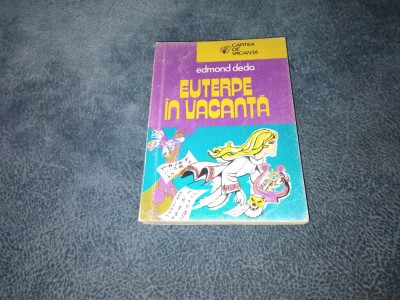 CARTEA
DE
VACANȚĂ
edmond deda
EUTERPE
ÎN VACANȚĂ